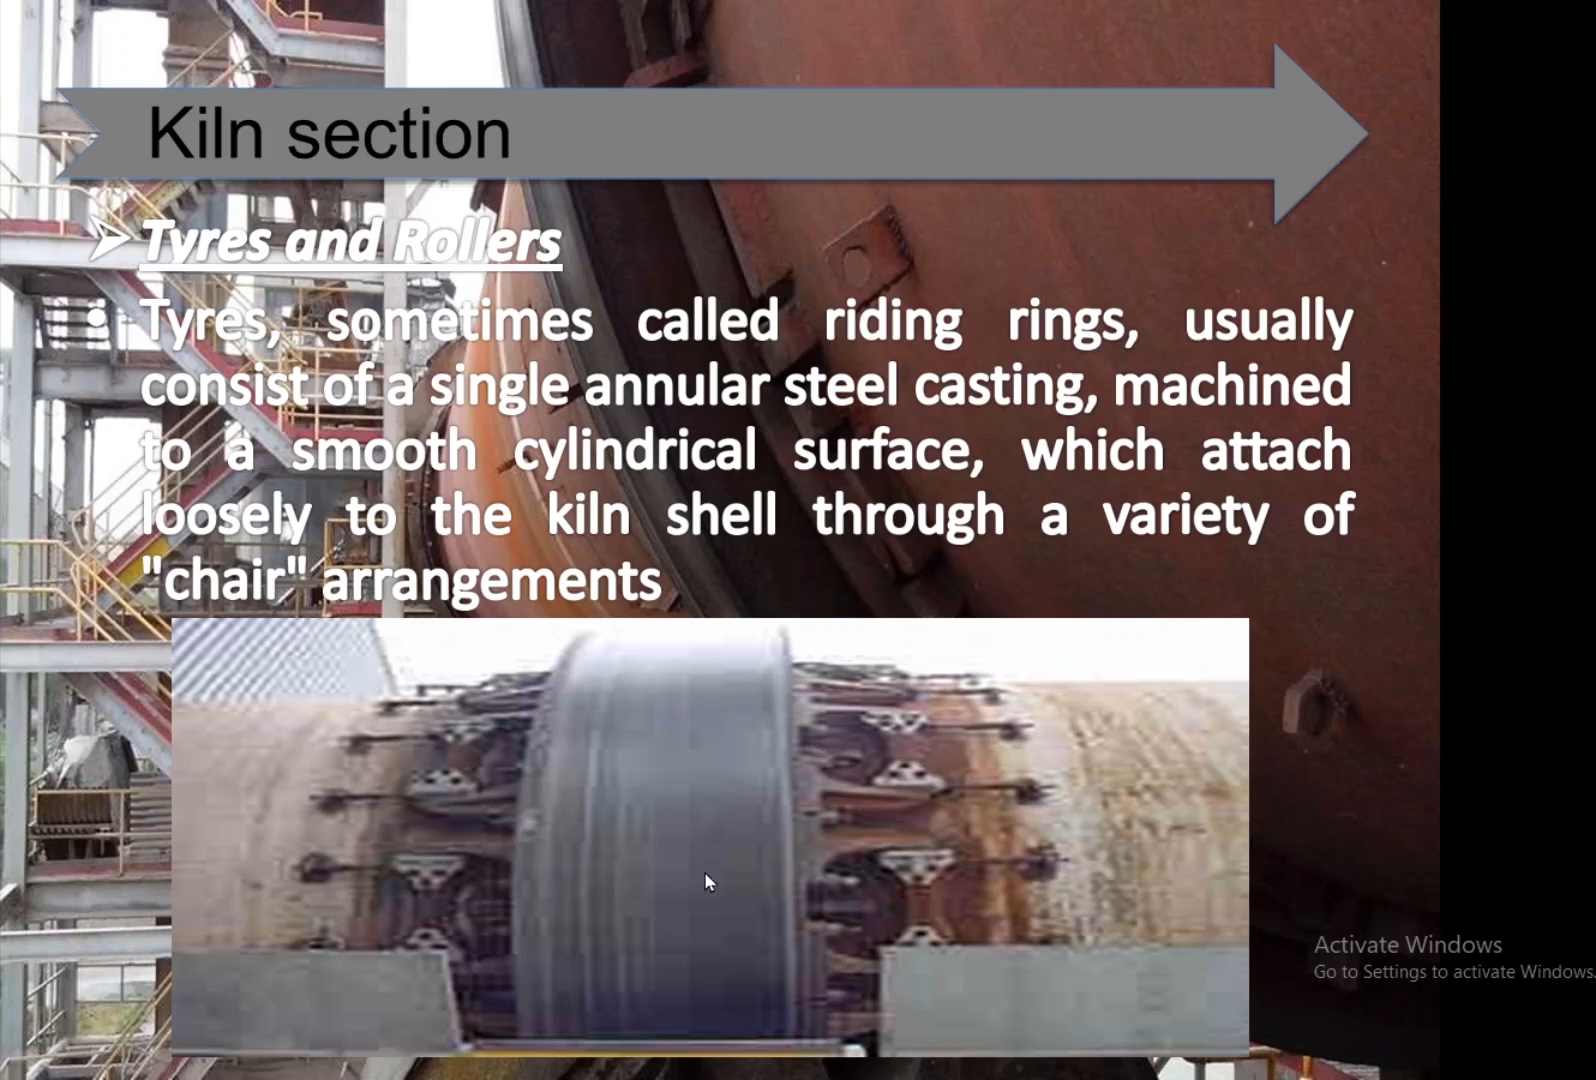 Kiln section
Tyres and Rollers
Tyres, sometimes called riding rings, usually
consist of a single annular steel casting, machined
to a smooth cylindrical surface, which attach
loosely to the kiln shell through a variety of
"chair" arrangements
Activate Windows
Go to Settings to activate Windows.